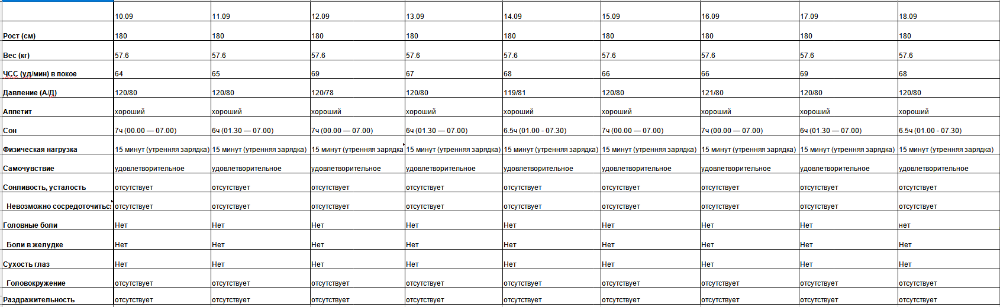 10.09 11.09 12.09 13.09 14.09 15.09 16.09 17.09 18.09
Рост (см) 180 180 180 180 180 180 180 180 180
Вес (кг) 57.6 57.6 57.6 57.6 57.6 57.6 57.6 57.6 57.6
ЧСС (уд/мин) в покое 64 65 69 67 68 66 66 69 68
Давление (А/Д) 120/80 120/80 120/78 120/80 119/81 120/80 121/80 120/80 120/80
Аппетит хороший хороший хороший хороший хороший хороший хороший хороший хороший
Сон 7ч (00.00 — 07.00) 6ч (01.30 — 07.00) 7ч (00.00 — 07.00) 6ч (01.30 — 07.00) 6.5ч (01.00 - 07.30) 7ч (00.00 — 07.00) 7ч (00.00 — 07.00) 6ч (01.30 — 07.00) 6.5ч (01.00 - 07.30)
Физическая нагрузка 15 минут (утренняя зарядка) 15 минут (утренняя зарядка) 15 минут (утренняя зарядка 15 минут (утренняя зарядка) 15 минут (утренняя зарядка) 15 минут (утренняя зарядка) 15 минут (утренняя зарядка) 15 минут (утренняя зарядка) 15 минут (утренняя зарядка)
Самочувствие удовлетворительное удовлетворительное удовлетворительное удовлетворительное удовлетворительное удовлетворительное удовлетворительное удовлетворительное удовлетворительное
Сонливость, усталость отсутствует отсутствует отсутствует отсутствует отсутствует отсутствует отсутствует отсутствует отсутствует
Невозможно сосредоточитьс отсутствует отсутствует отсутствует отсутствует отсутствует отсутствует отсутствует отсутствует отсутствует
Головные боли Нет Нет Нет Нет Нет Нет Нет Нет нет
Боли в желудке Нет Нет Нет Нет Нет Нет Нет Нет Нет
Сухость глаз Нет Нет Нет Нет Нет Нет Нет Нет Нет
Головокружение отсутствует отсутствует отсутствует отсутствует отсутствует отсутствует отсутствует отсутствует отсутствует
Раздражительность отсутствует отсутствует отсутствует отсутствует отсутствует отсутствует отсутствует отсутствует отсутствует